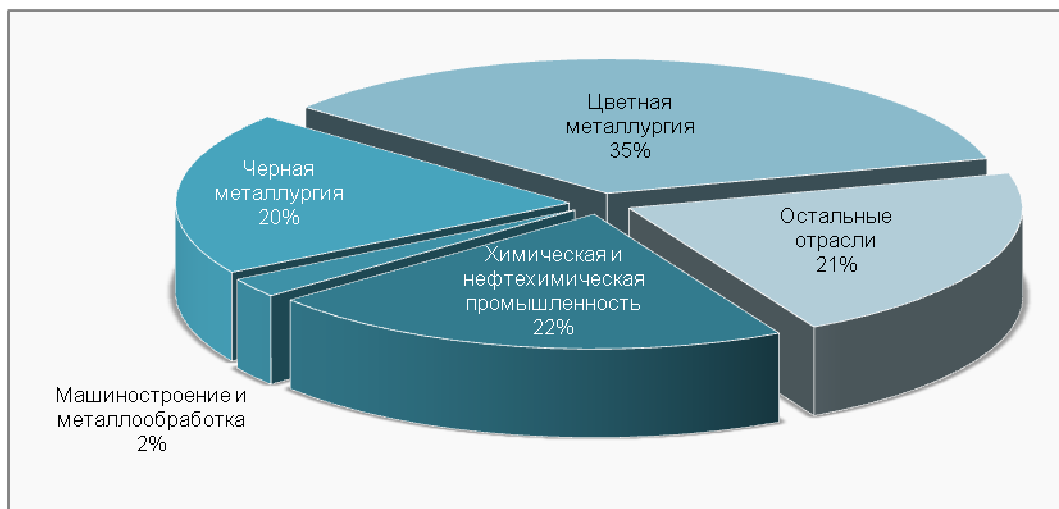 Цветная
металлургия
35%
Черная
металлургия
20%
Остальные
отрасли
21%
Химическая и
нефтехимическая
промышленность
22%
Машиностроение и
металлообработка
2%